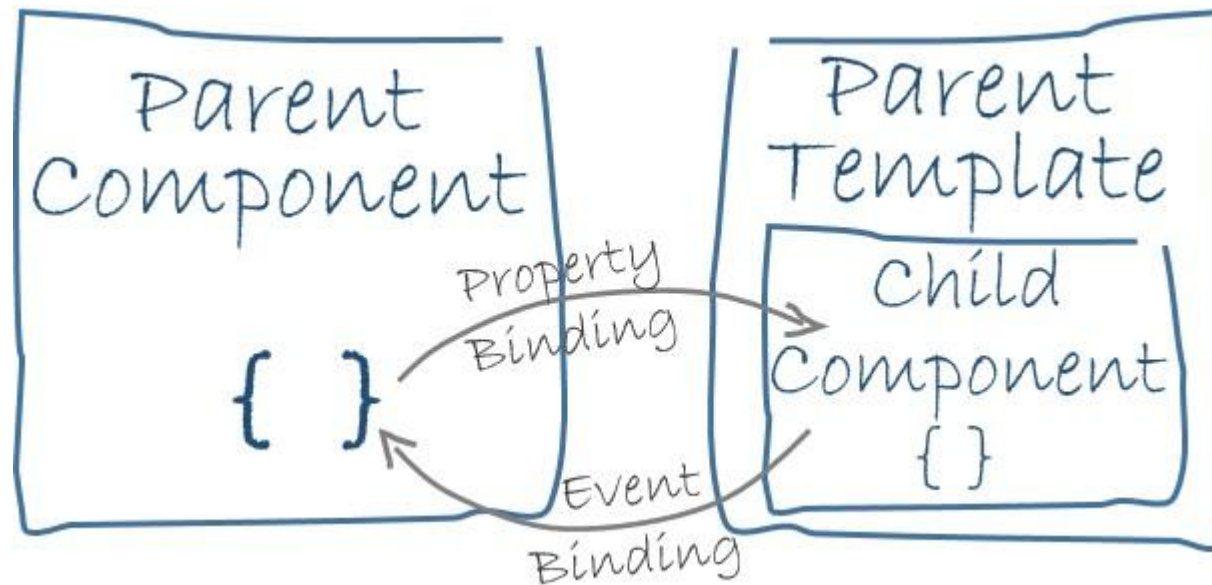 Parent
Component
{ }
Property
Binding
Event
Binding
Parent
Template
Child
Component
{ }